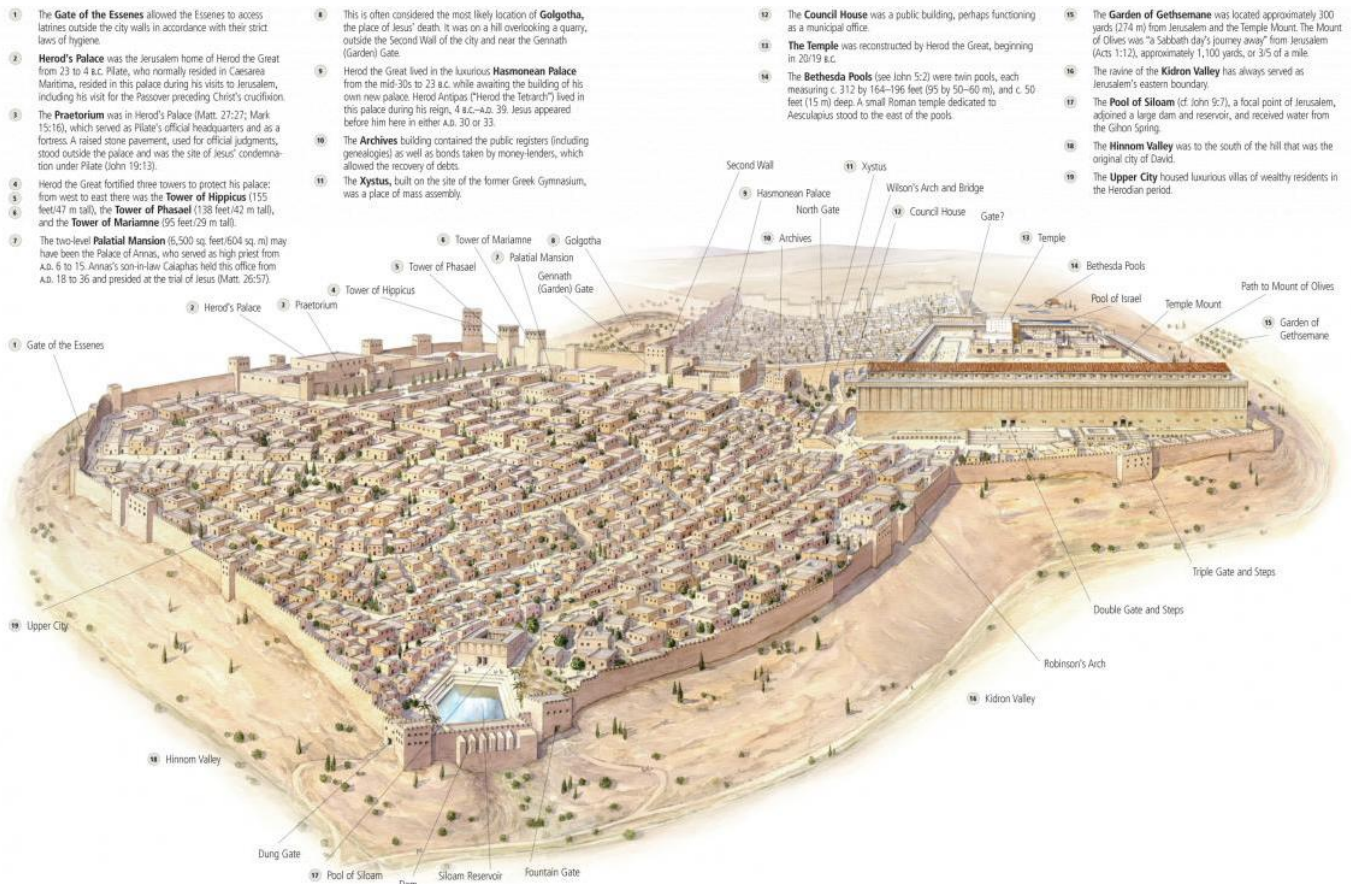 1 The Gate of the Essenes allowed the Essenes to access
latrines outside the city walls in accordance with their strict
laws of hygiene.
2 Herod's Palace was the Jerusalem home of Herod the Great
from 23 to 4 B.C. Pilate, who normally resided in Caesarea
Maritima, resided in this palace during his visits to Jerusalem,
including his visit for the Passover preceding Christ's crucifixion.
3 The Praetorium was in Herod's Palace (Matt. 27:27; Mark
15:16), which served as Pilate's official headquarters and as a
fortress. A raised stone pavement, used for official judgments,
stood outside the palace and was the site of Jesus' condemna-
tion under Pilate (John 19:13).
4 Herod the Great fortified three towers to protect his palace:
5 from west to east there was the Tower of Hippicus (155
feet/47 m tall), the Tower of Phasael (138 feet/42 m tall),
6 and the Tower of Mariamne (95 feet/29 m tall).
7 The two-level Palatial Mansion (6,500 sq. feet/604 sq. m) may
have been the Palace of Annas, who served as high priest from
A.D. 6 to 15. Annas's son-in-law Caiaphas held this office from
A.D. 18 to 36 and presided at the trial of Jesus (Matt. 26:57).
8 This is often considered the most likely location of Golgotha,
the place of Jesus' death. It was on a hill overlooking a quarry,
outside the Second Wall of the city and near the Gennath
(Garden) Gate.
9 Herod the Great lived in the luxurious Hasmonean Palace
from the mid-30s to 23 B.C. while awaiting the building of his
own new palace. Herod Antipas ("Herod the Tetrarch") lived in
this palace during his reign, 4 B.C.–A.D. 39. Jesus appeared
before him here in either A.D. 30 or 33.
10 The Archives building contained the public registers (including
genealogies) as well as bonds taken by money-lenders, which
allowed the recovery of debts.
11 The Xystus, built on the site of the former Greek Gymnasium,
was a place of mass assembly.
12 The Council House was a public building, perhaps functioning
as a municipal office.
13 The Temple was reconstructed by Herod the Great, beginning
in 20/19 B.C.
14 The Bethesda Pools (see John 5:2) were twin pools, each
measuring c. 312 by 164–196 feet (95 by 50–60 m), and c. 50
feet (15 m) deep. A small Roman temple dedicated to
Aesculapius stood to the east of the pools.
15 The Garden of Gethsemane was located approximately 300
yards (274 m) from Jerusalem and the Temple Mount. The Mount
of Olives was "a Sabbath day's journey away" from Jerusalem
(Acts 1:12), approximately 1,100 yards, or 3/5 of a mile.
16 The ravine of the Kidron Valley has always served as
Jerusalem's eastern boundary.
17 The Pool of Siloam (cf. John 9:7), a focal point of Jerusalem,
adjoined a large dam and reservoir, and received water from
the Gihon Spring.
18 The Hinnom Valley was to the south of the hill that was the
original city of David.
19 The Upper City housed luxurious villas of wealthy residents in
the Herodian period.
Second Wall
11 Xystus
9 Hasmonean Palace
Wilson's Arch and Bridge
North Gate
12 Council House
Gate?
10 Archives
13 Temple
6 Tower of Mariamne
8 Golgotha
7 Palatial Mansion
5 Tower of Phasael
Gennath
(Garden) Gate
14 Bethesda Pools
4 Tower of Hippicus
Path to Mount of Olives
Pool of Israel
Temple Mount
2 Herod's Palace
3 Praetorium
15 Garden of
Gethsemane
1 Gate of the Essenes
Triple Gate and Steps
Double Gate and Steps
19 Upper City
Robinson's Arch
16 Kidron Valley
18 Hinnom Valley
Dung Gate
17 Pool of Siloam
Siloam Reservoir
Fountain Gate